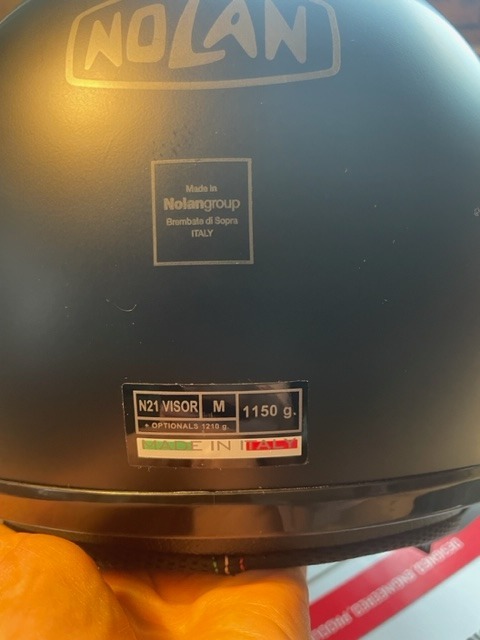 NOLAN
Made in
Nolangroup
Brembate di Sopra
ITALY
N21 VISOR M 1150 g.
+ OPTIONALS 1210 g.
MADE IN ITALY